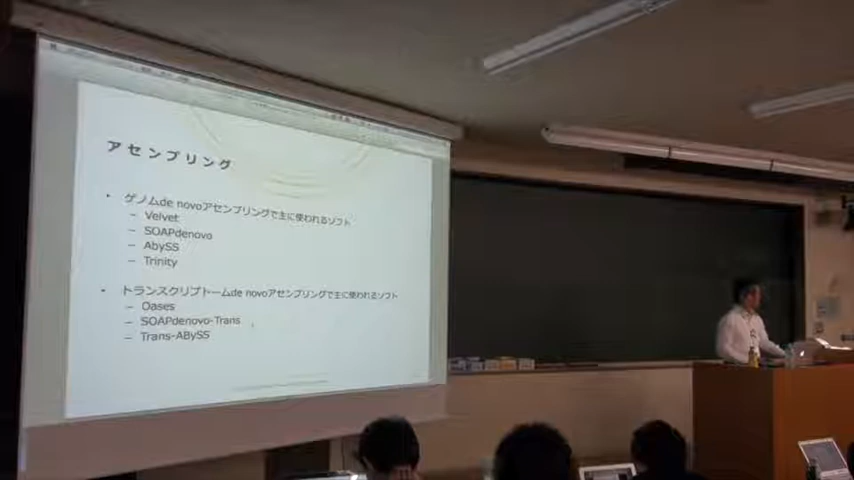 アセンブリング
・ ゲノムde novoアセンブリングで主に使われるソフト
– Velvet
– SOAPdenovo
– AbySS
– Trinity
・ トランスクリプトームde novoアセンブリングで主に使われるソフト
– Oases
– SOAPdenovo-Trans
– Trans-ABySS